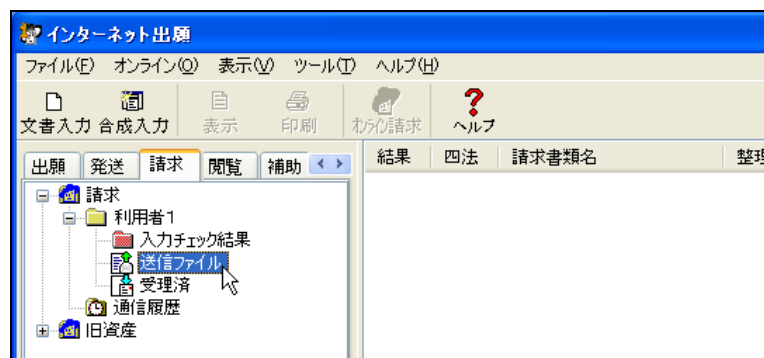 インターネット出願
ファイル(F) オンライン(O) 表示(V) ツール(T) ヘルプ(H)
文書入力 合成入力 表示 印刷 オンライン請求 ヘルプ
出願 発送 請求 閲覧 補助 結果 四法 請求書類名 整理
請求
利用者1
入力チェック結果
送信ファイル
受理済
通信履歴
旧資産